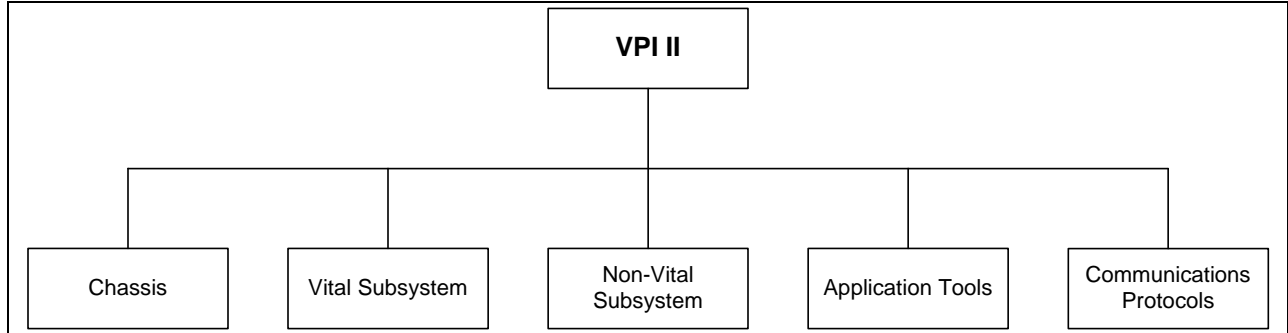 VPI II
Chassis
Vital Subsystem
Non-Vital
Subsystem
Application Tools
Communications
Protocols